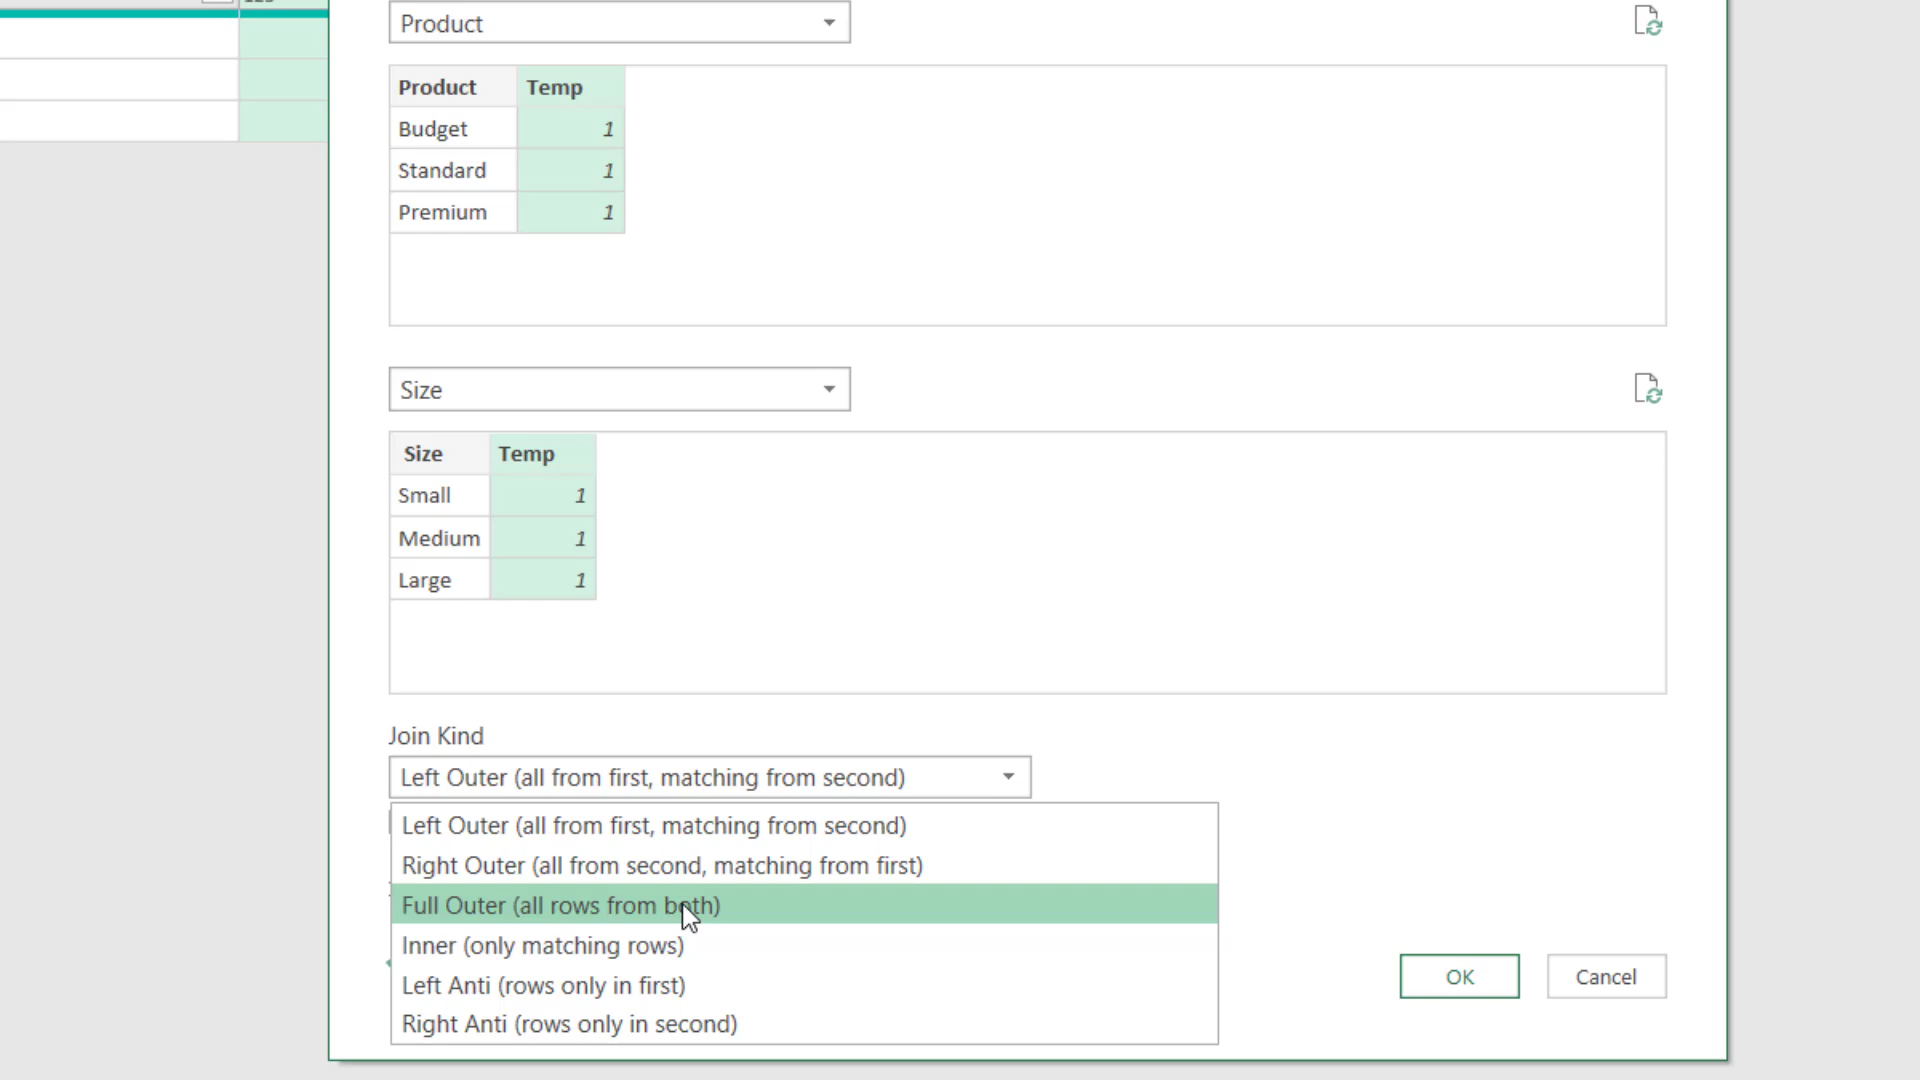 Product
Product Temp
Budget 1
Standard 1
Premium 1
Size
Size Temp
Small 1
Medium 1
Large 1
Join Kind
Left Outer (all from first, matching from second)
Left Outer (all from first, matching from second)
Right Outer (all from second, matching from first)
Full Outer (all rows from both)
Inner (only matching rows)
Left Anti (rows only in first)
Right Anti (rows only in second)
OK Cancel